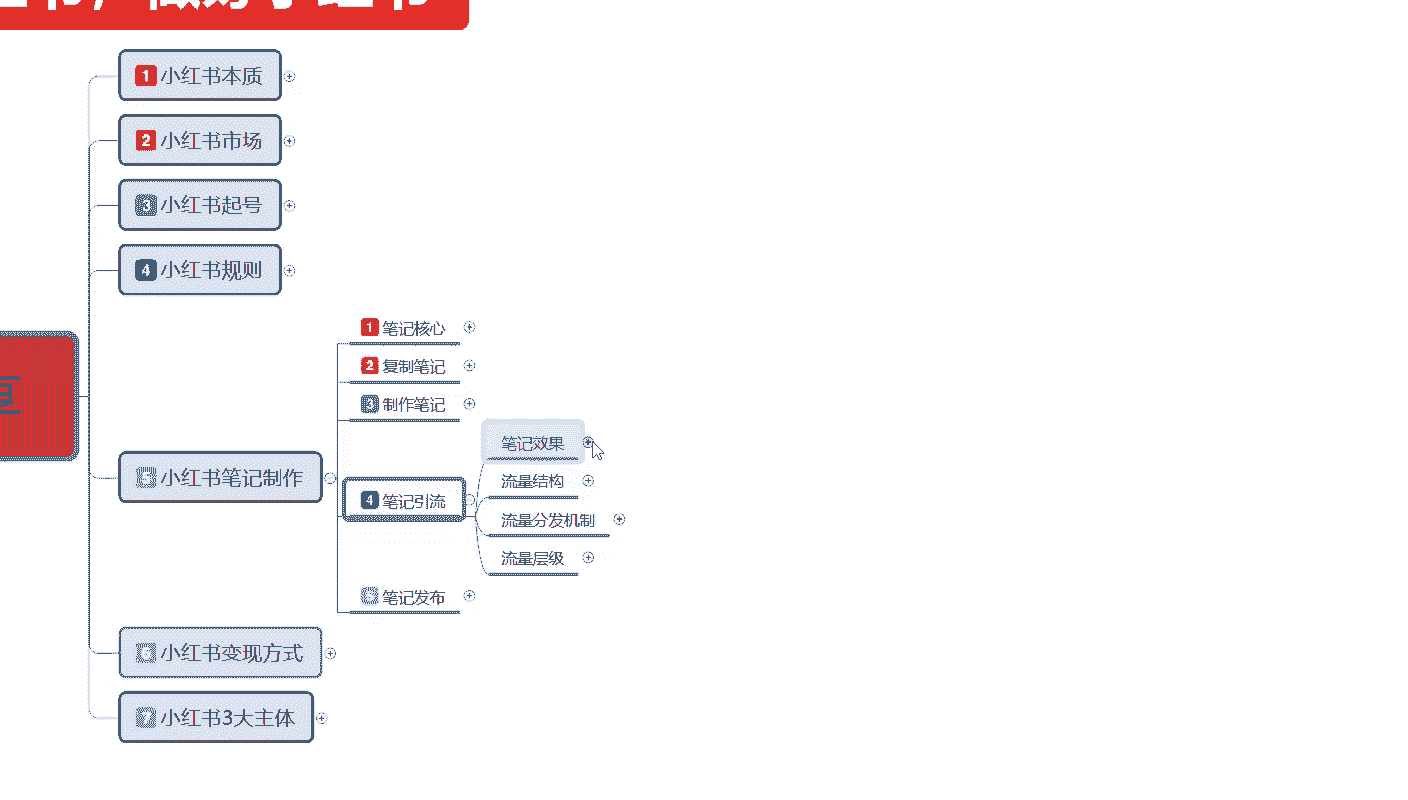 1 小红书本质
2 小红书市场
3 小红书起号
4 小红书规则
5 小红书笔记制作
1 笔记核心
2 复制笔记
3 制作笔记
4 笔记引流
笔记效果
流量结构
流量分发机制
流量层级
5 笔记发布
6 小红书变现方式
7 小红书3大主体